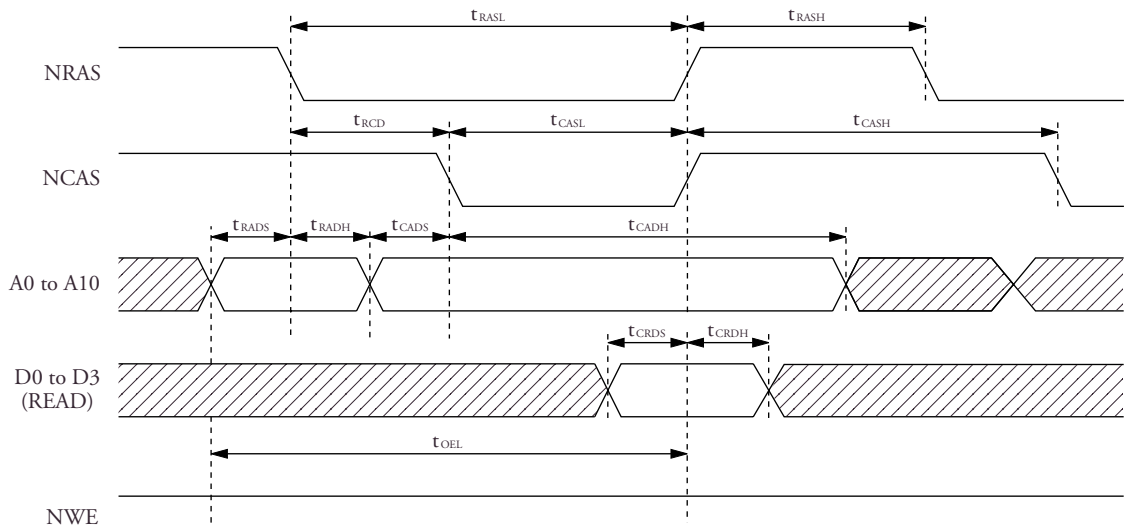 tRASL tRASH
NRAS
tRCD tCASL tCASH
NCAS
tRADS tRADH tCADS tCADH
A0 to A10
tCRDS tCRDH
D0 to D3
(READ)
tOEL
NWE